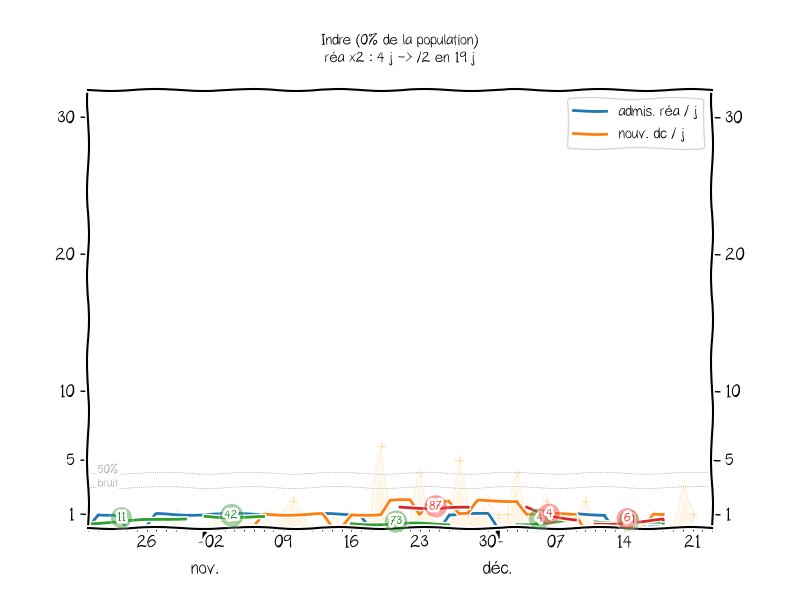 Indre (0% de la population)
réa x2 : 4 j -> /2 en 19 j
admis. réa / j
nouv. dc / j
30 30
20 20
10 10
5 5
1 1
50%
bruit
11 42 73 87 4 61
26 02 09 16 23 30 07 14 21
nov. déc.